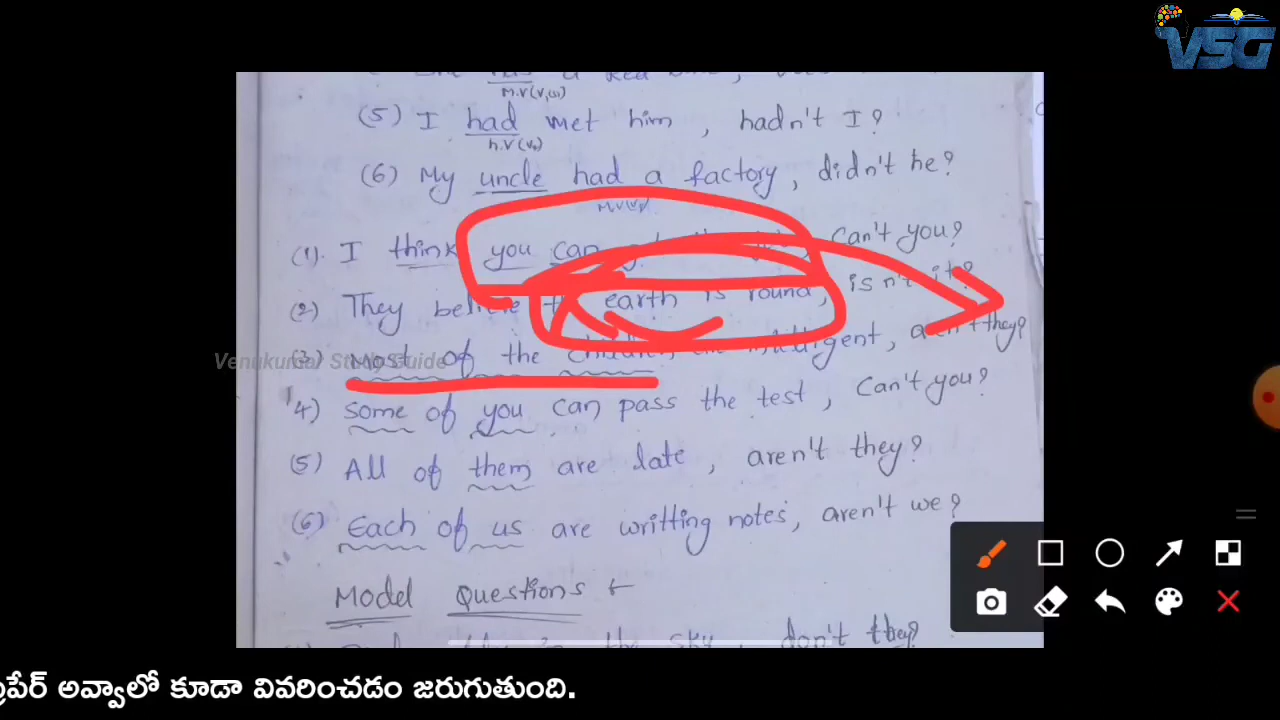 VSG
M.V(V,ω)
(5) I had met him, hadn't I?
h.V(V₂)
(6) My uncle had a factory, didn't he?
(1). I think you can, can't you?
(2) They believe earth is round, isn't it?
(3) Most of the children intelligent, aren't they?
Venukumar Study Guide
4) some of you can pass the test, can't you?
(5) All of them are late, aren't they?
(6) Each of us are writting notes, aren't we?
Model Questions
the sky, don't they?
ప్రిపేర్ అవ్వాలో కూడా వివరించడం జరుగుతుంది.